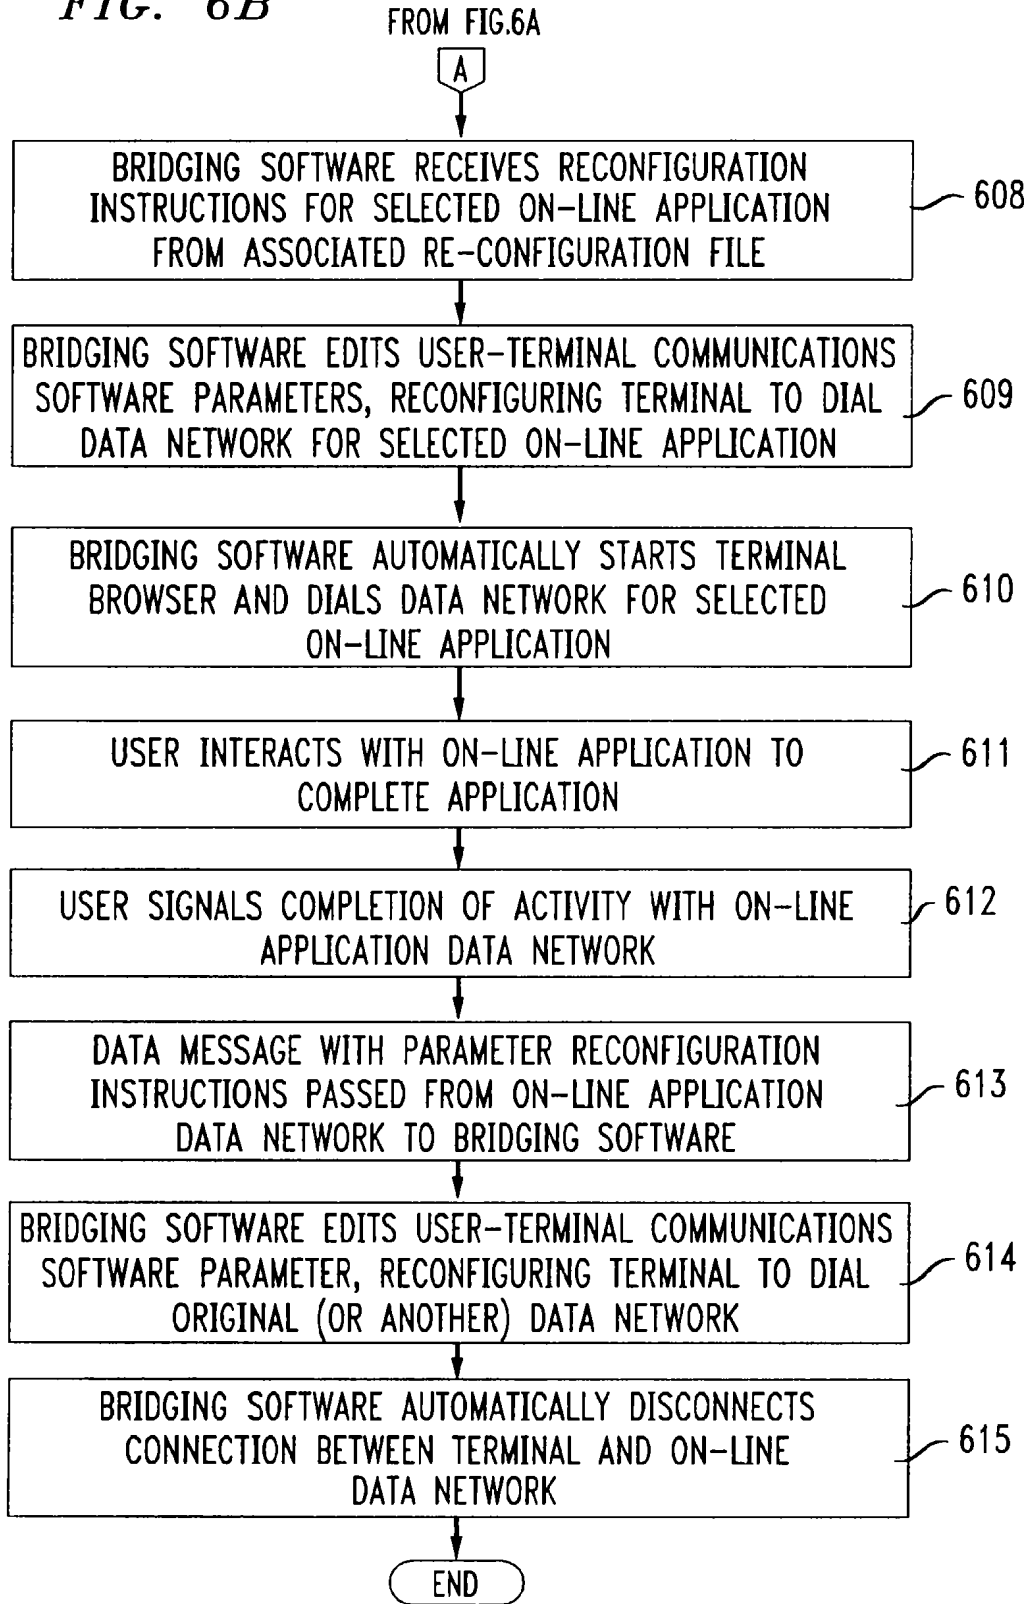 FIG. 6B
FROM FIG.6A
A
BRIDGING SOFTWARE RECEIVES RECONFIGURATION
INSTRUCTIONS FOR SELECTED ON-LINE APPLICATION
FROM ASSOCIATED RE-CONFIGURATION FILE
608
BRIDGING SOFTWARE EDITS USER-TERMINAL COMMUNICATIONS
SOFTWARE PARAMETERS, RECONFIGURING TERMINAL TO DIAL
DATA NETWORK FOR SELECTED ON-LINE APPLICATION
609
BRIDGING SOFTWARE AUTOMATICALLY STARTS TERMINAL
BROWSER AND DIALS DATA NETWORK FOR SELECTED
ON-LINE APPLICATION
610
USER INTERACTS WITH ON-LINE APPLICATION TO
COMPLETE APPLICATION
611
USER SIGNALS COMPLETION OF ACTIVITY WITH ON-LINE
APPLICATION DATA NETWORK
612
DATA MESSAGE WITH PARAMETER RECONFIGURATION
INSTRUCTIONS PASSED FROM ON-LINE APPLICATION
DATA NETWORK TO BRIDGING SOFTWARE
613
BRIDGING SOFTWARE EDITS USER-TERMINAL COMMUNICATIONS
SOFTWARE PARAMETER, RECONFIGURING TERMINAL TO DIAL
ORIGINAL (OR ANOTHER) DATA NETWORK
614
BRIDGING SOFTWARE AUTOMATICALLY DISCONNECTS
CONNECTION BETWEEN TERMINAL AND ON-LINE
DATA NETWORK
615
END